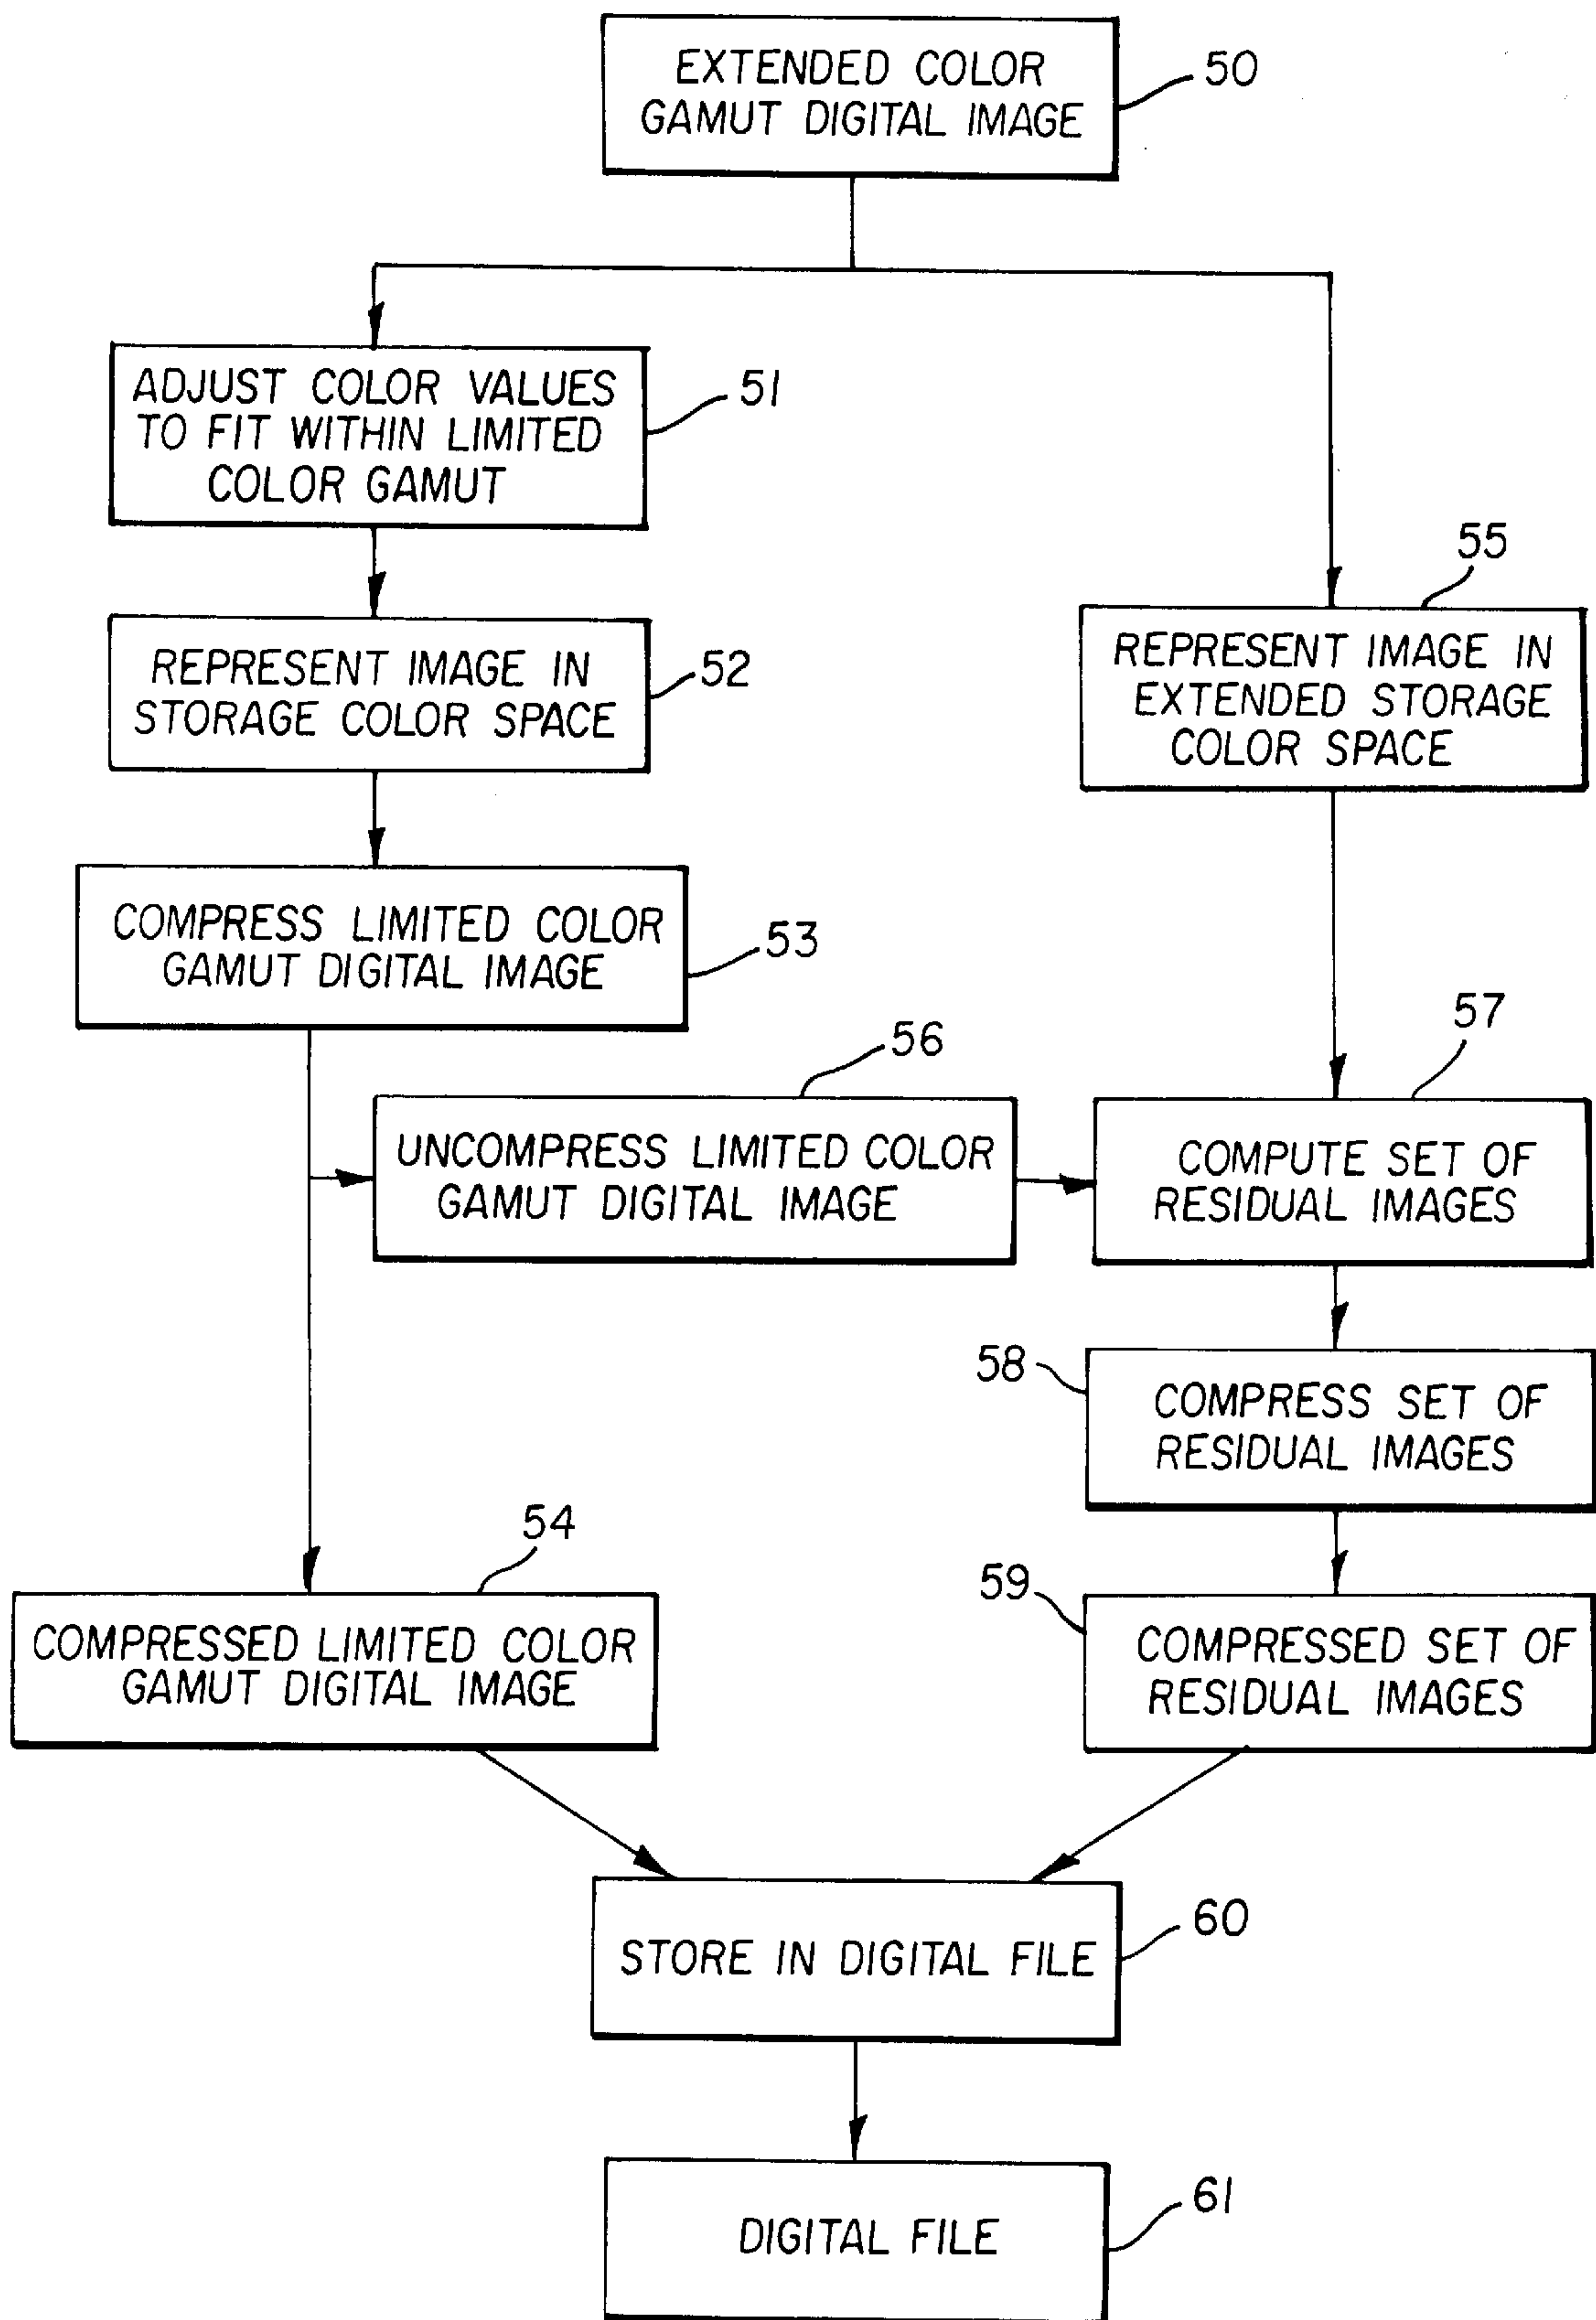 EXTENDED COLOR
GAMUT DIGITAL IMAGE
50
ADJUST COLOR VALUES
TO FIT WITHIN LIMITED
COLOR GAMUT
51
REPRESENT IMAGE IN
STORAGE COLOR SPACE
52
55
REPRESENT IMAGE IN
EXTENDED STORAGE
COLOR SPACE
COMPRESS LIMITED COLOR
GAMUT DIGITAL IMAGE
53
56
UNCOMPRESS LIMITED COLOR
GAMUT DIGITAL IMAGE
57
COMPUTE SET OF
RESIDUAL IMAGES
58
COMPRESS SET OF
RESIDUAL IMAGES
54
COMPRESSED LIMITED COLOR
GAMUT DIGITAL IMAGE
59
COMPRESSED SET OF
RESIDUAL IMAGES
STORE IN DIGITAL FILE
60
DIGITAL FILE
61